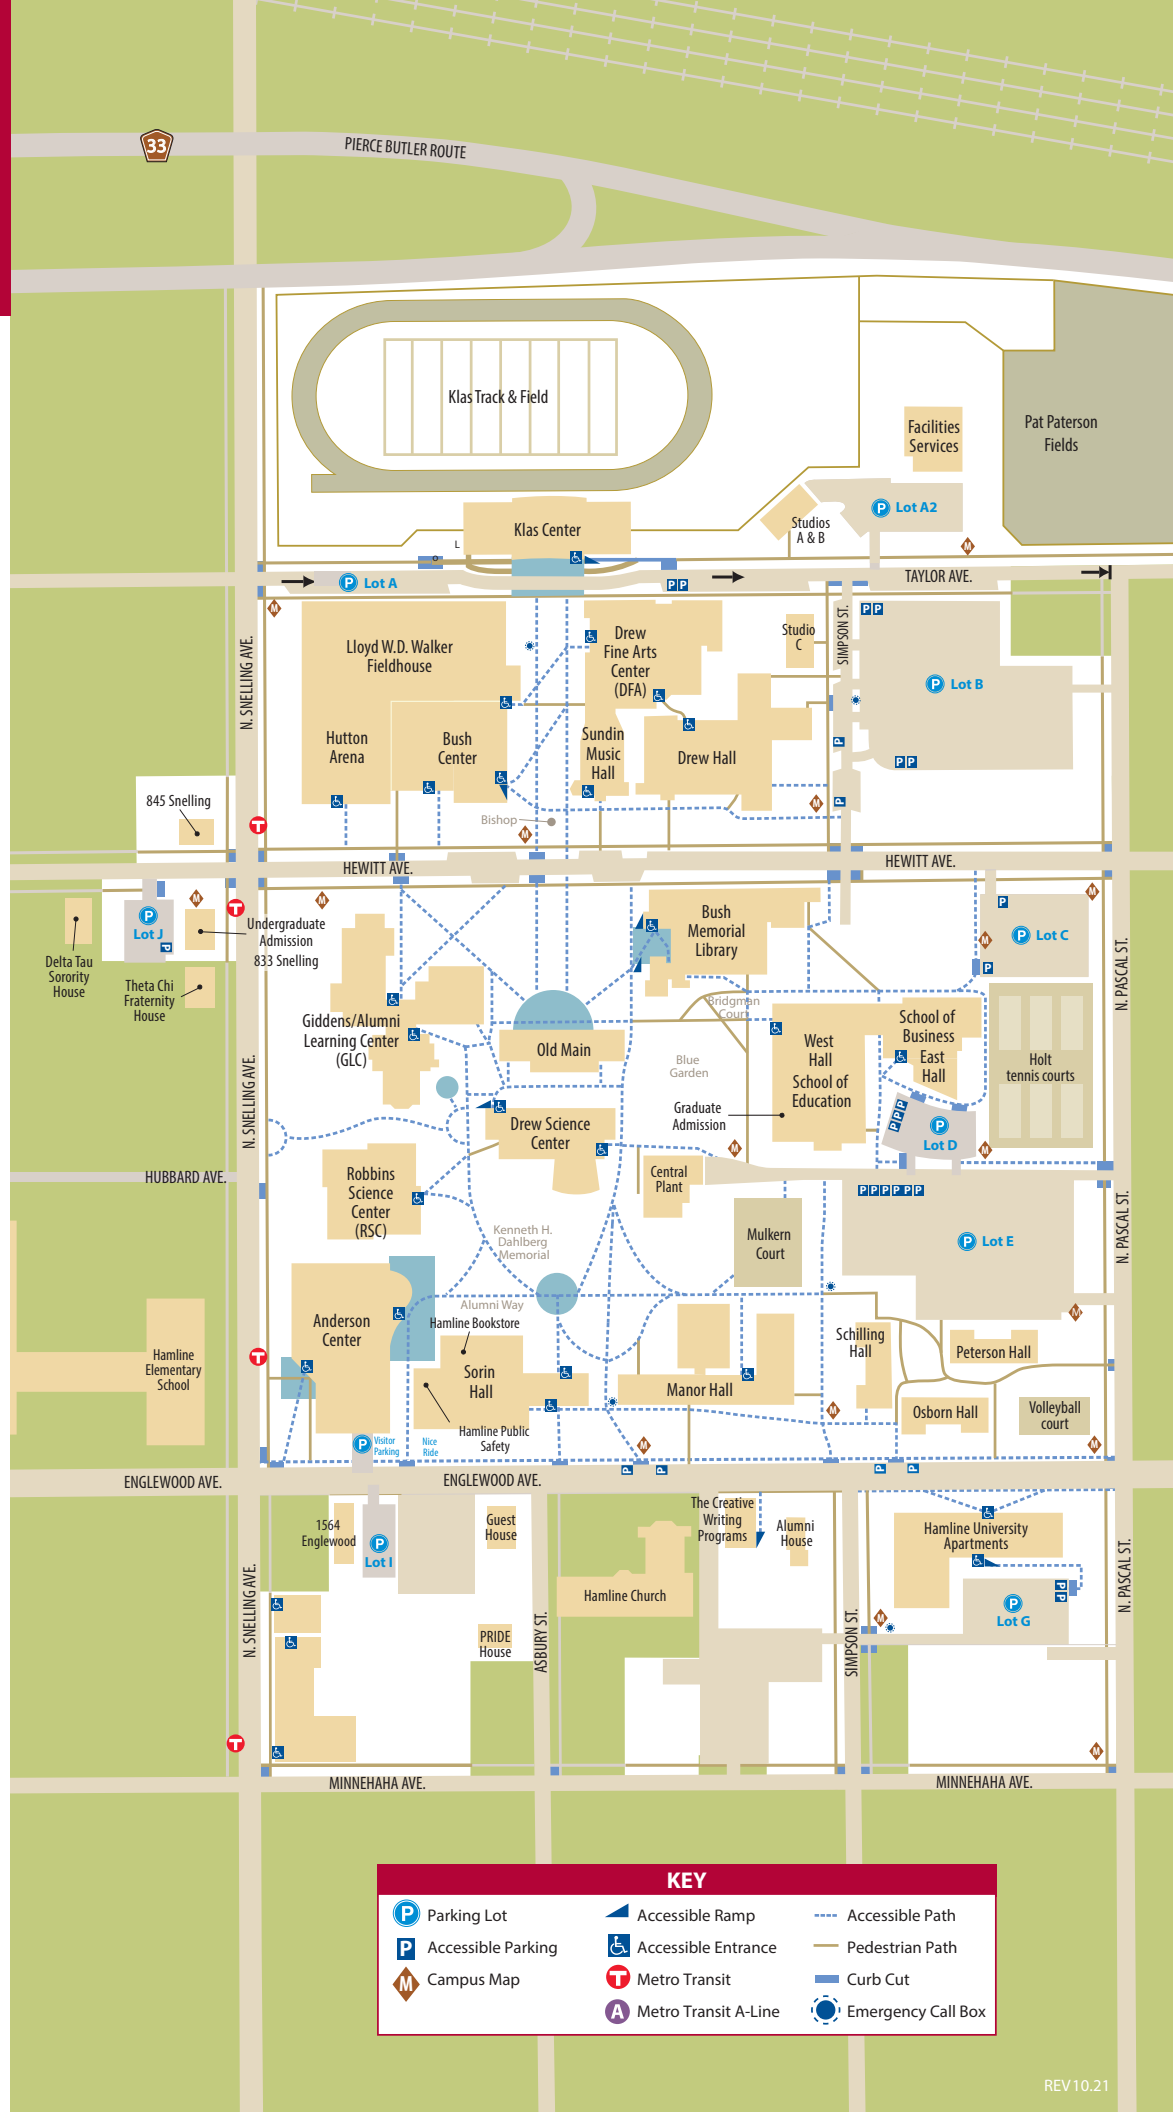 33
PIERCE BUTLER ROUTE
Klas Track & Field
Facilities
Services
Pat Paterson
Fields
Klas Center
L
O
Studios
A & B
P Lot A2
M
P Lot A
P P
TAYLOR AVE.
M
N. SNELLING AVE.
Lloyd W.D. Walker
Fieldhouse
Drew
Fine Arts
Center
(DFA)
Studio
C
SIMPSON ST.
P P
P Lot B
Hutton
Arena
Bush
Center
Sundin
Music
Hall
Drew Hall
P
P P
P
M
845 Snelling
T
Bishop
M
HEWITT AVE.
HEWITT AVE.
P
Lot J
P
M
T
M
Undergraduate
Admission
833 Snelling
Delta Tau
Sorority
House
Theta Chi
Fraternity
House
Bush
Memorial
Library
P
M
P Lot C
M
P
N. PASCAL ST.
Giddens/Alumni
Learning Center
(GLC)
Old Main
Bridgman
Court
Blue
Garden
West
Hall
School of
Education
School of
Business
East
Hall
Holt
tennis courts
Graduate
Admission
N. SNELLING AVE.
Drew Science
Center
P P P
P
Lot D
M
M
HUBBARD AVE.
Robbins
Science
Center
(RSC)
Central
Plant
P P P P P P
N. PASCAL ST.
Kenneth H.
Dahlberg
Memorial
Mulkern
Court
P Lot E
M
Alumni Way
Hamline Bookstore
Anderson
Center
Hamline
Elementary
School
T
Sorin
Hall
Schilling
Hall
Peterson Hall
Manor Hall
Osborn Hall
Volleyball
court
M
M
M
Hamline Public
Safety
P Visitor
Parking
Nice
Ride
P P
P P
ENGLEWOOD AVE.
ENGLEWOOD AVE.
1564
Englewood
P
Lot I
Guest
House
The Creative
Writing
Programs
Alumni
House
Hamline University
Apartments
Hamline Church
P P
P
Lot G
M
N. SNELLING AVE.
PRIDE
House
ASBURY ST.
SIMPSON ST.
N. PASCAL ST.
T
M
MINNEHAHA AVE.
MINNEHAHA AVE.
KEY
P Parking Lot
P Accessible Parking
M Campus Map
Accessible Ramp
Accessible Entrance
T Metro Transit
A Metro Transit A-Line
Accessible Path
Pedestrian Path
Curb Cut
Emergency Call Box
REV10.21